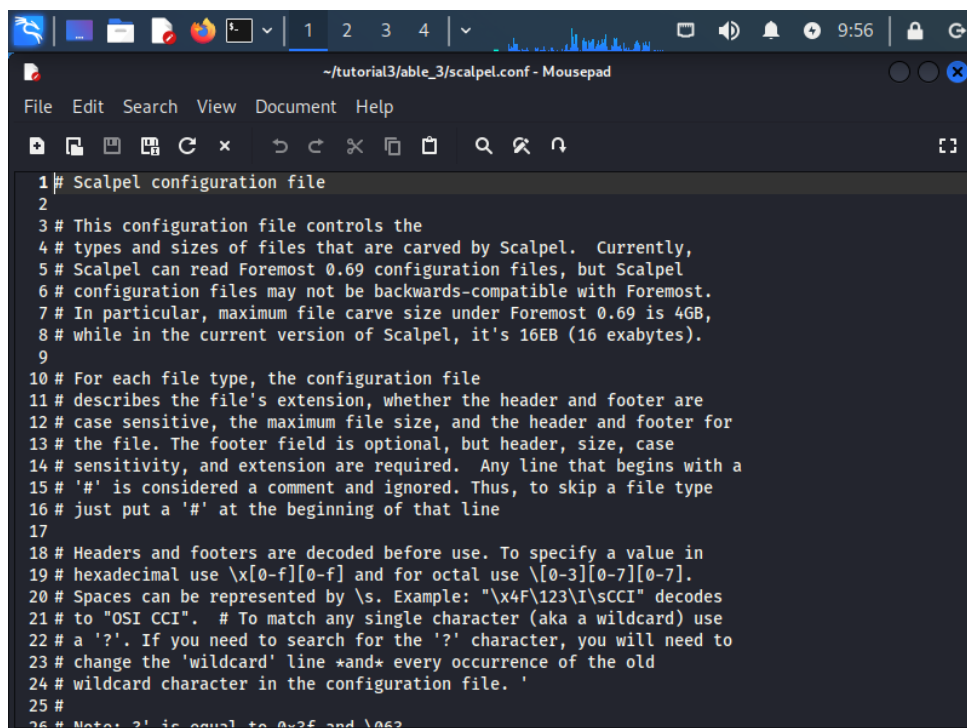 1 2 3 4 9:56
~/tutorial3/able_3/scalpel.conf - Mousepad
File Edit Search View Document Help
1 # Scalpel configuration file
2
3 # This configuration file controls the
4 # types and sizes of files that are carved by Scalpel.  Currently,
5 # Scalpel can read Foremost 0.69 configuration files, but Scalpel
6 # configuration files may not be backwards-compatible with Foremost.
7 # In particular, maximum file carve size under Foremost 0.69 is 4GB,
8 # while in the current version of Scalpel, it's 16EB (16 exabytes).
9
10 # For each file type, the configuration file
11 # describes the file's extension, whether the header and footer are
12 # case sensitive, the maximum file size, and the header and footer for
13 # the file. The footer field is optional, but header, size, case
14 # sensitivity, and extension are required.  Any line that begins with a
15 # '#' is considered a comment and ignored. Thus, to skip a file type
16 # just put a '#' at the beginning of that line
17
18 # Headers and footers are decoded before use. To specify a value in
19 # hexadecimal use \x[0-f][0-f] and for octal use \[0-3][0-7][0-7].
20 # Spaces can be represented by \s. Example: "\x4F\123\I\sCCI" decodes
21 # to "OSI CCI".  # To match any single character (aka a wildcard) use
22 # a '?'. If you need to search for the '?' character, you will need to
23 # change the 'wildcard' line *and* every occurrence of the old
24 # wildcard character in the configuration file. '
25 #
26 # Note: ?' is equal to 0x3f and \063